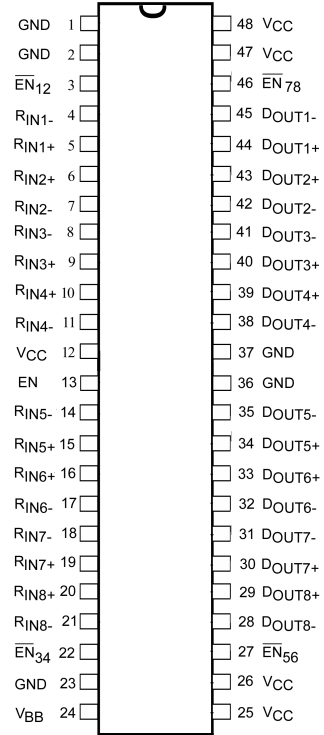 GND 1 48 VCC
GND 2 47 VCC
E̅N̅12 3 46 E̅N̅78
RIN1- 4 45 DOUT1-
RIN1+ 5 44 DOUT1+
RIN2+ 6 43 DOUT2+
RIN2- 7 42 DOUT2-
RIN3- 8 41 DOUT3-
RIN3+ 9 40 DOUT3+
RIN4+ 10 39 DOUT4+
RIN4- 11 38 DOUT4-
VCC 12 37 GND
EN 13 36 GND
RIN5- 14 35 DOUT5-
RIN5+ 15 34 DOUT5+
RIN6+ 16 33 DOUT6+
RIN6- 17 32 DOUT6-
RIN7- 18 31 DOUT7-
RIN7+ 19 30 DOUT7+
RIN8+ 20 29 DOUT8+
RIN8- 21 28 DOUT8-
E̅N̅34 22 27 E̅N̅56
GND 23 26 VCC
VBB 24 25 VCC